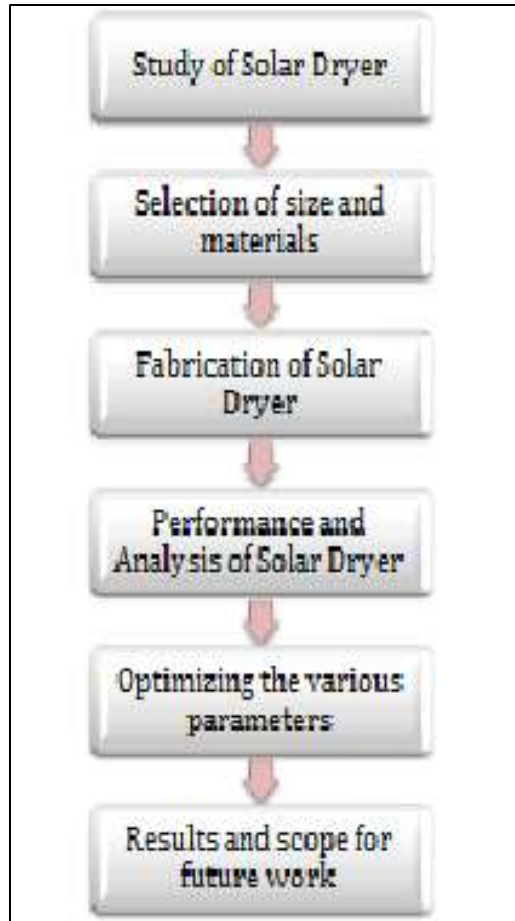 Study of Solar Dryer
Selection of size and
materials
Fabrication of Solar
Dryer
Performance and
Analysis of Solar Dryer
Optimizing the various
parameters
Results and scope for
future work